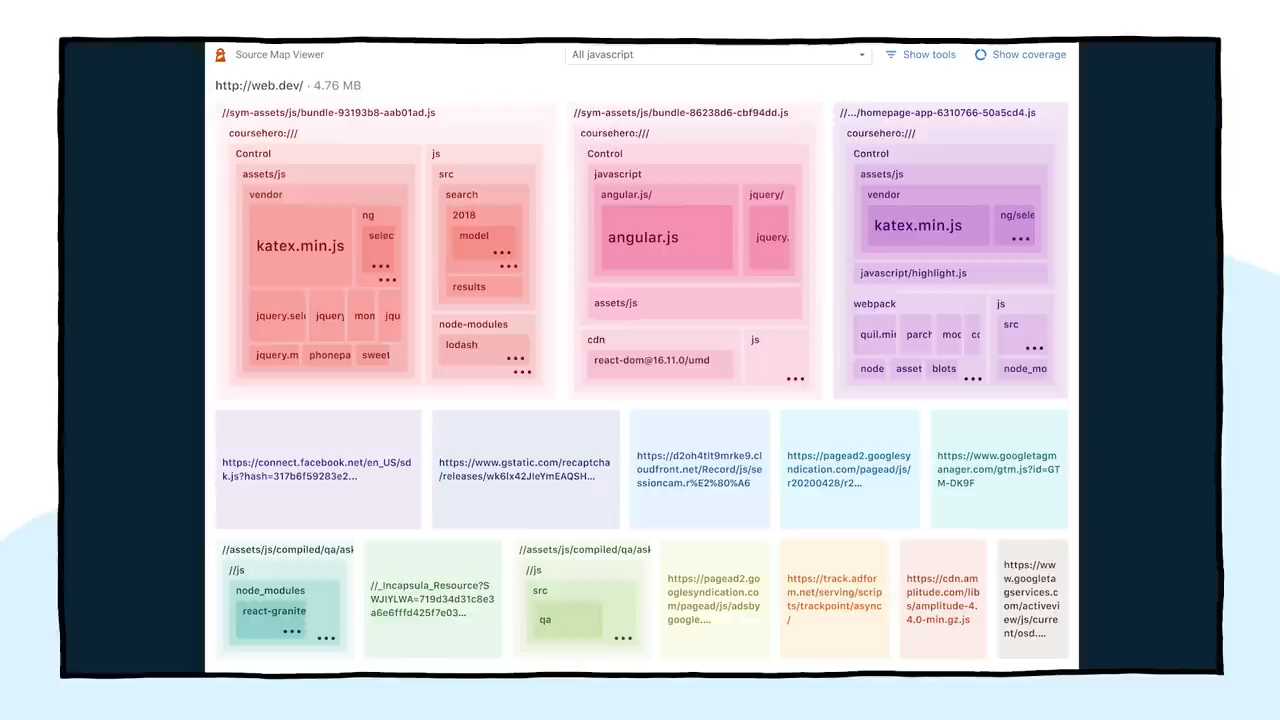 Source Map Viewer
All javascript
Show tools
Show coverage
http://web.dev/ · 4.76 MB
//sym-assets/js/bundle-93193b8-aab01ad.js
coursehero:///
Control
assets/js
vendor
katex.min.js
ng
selec
...
...
jquery.sele
jquery
mon
jqu
jquery.m
phonepa
sweet
js
src
search
2018
model
...
...
results
node-modules
lodash
...
...
//sym-assets/js/bundle-86238d6-cbf94dd.js
coursehero:///
Control
javascript
angular.js/
angular.js
jquery/
jquery.
assets/js
cdn
react-dom@16.11.0/umd
js
...
//.../homepage-app-6310766-50a5cd4.js
coursehero:///
Control
assets/js
vendor
katex.min.js
ng/sele
...
javascript/highlight.js
webpack
quil.min
parch
moc
cc
node
asset
blots
...
js
src
...
node_mo
https://connect.facebook.net/en_US/sd
k.js?hash=317b6f59283e2...
https://www.gstatic.com/recaptcha
/releases/wk6lx42JIeYmEAQSH...
https://d2oh4tlt9mrke9.cl
oudfront.net/Record/js/se
ssioncam.r%E2%80%A6
https://pagead2.googlesy
ndication.com/pagead/js/
r20200428/r2...
https://www.googletag
manager.com/gtm.js?id=GT
M-DK9F
//assets/js/compiled/qa/ask
//js
node_modules
react-granite
...
...
//_Incapsula_Resource?S
WJIYLWA=719d34d31c8e3
a6e6fffd425f7e03...
//assets/js/compiled/qa/ask
//js
src
qa
...
https://pagead2.go
oglesyndication.co
m/pagead/js/adsby
google....
https://track.adfor
m.net/serving/scrip
ts/trackpoint/async
/
https://cdn.am
plitude.com/lib
s/amplitude-4.
4.0-min.gz.js
https://ww
w.googleta
gservices.c
om/activevi
ew/js/curre
nt/osd....